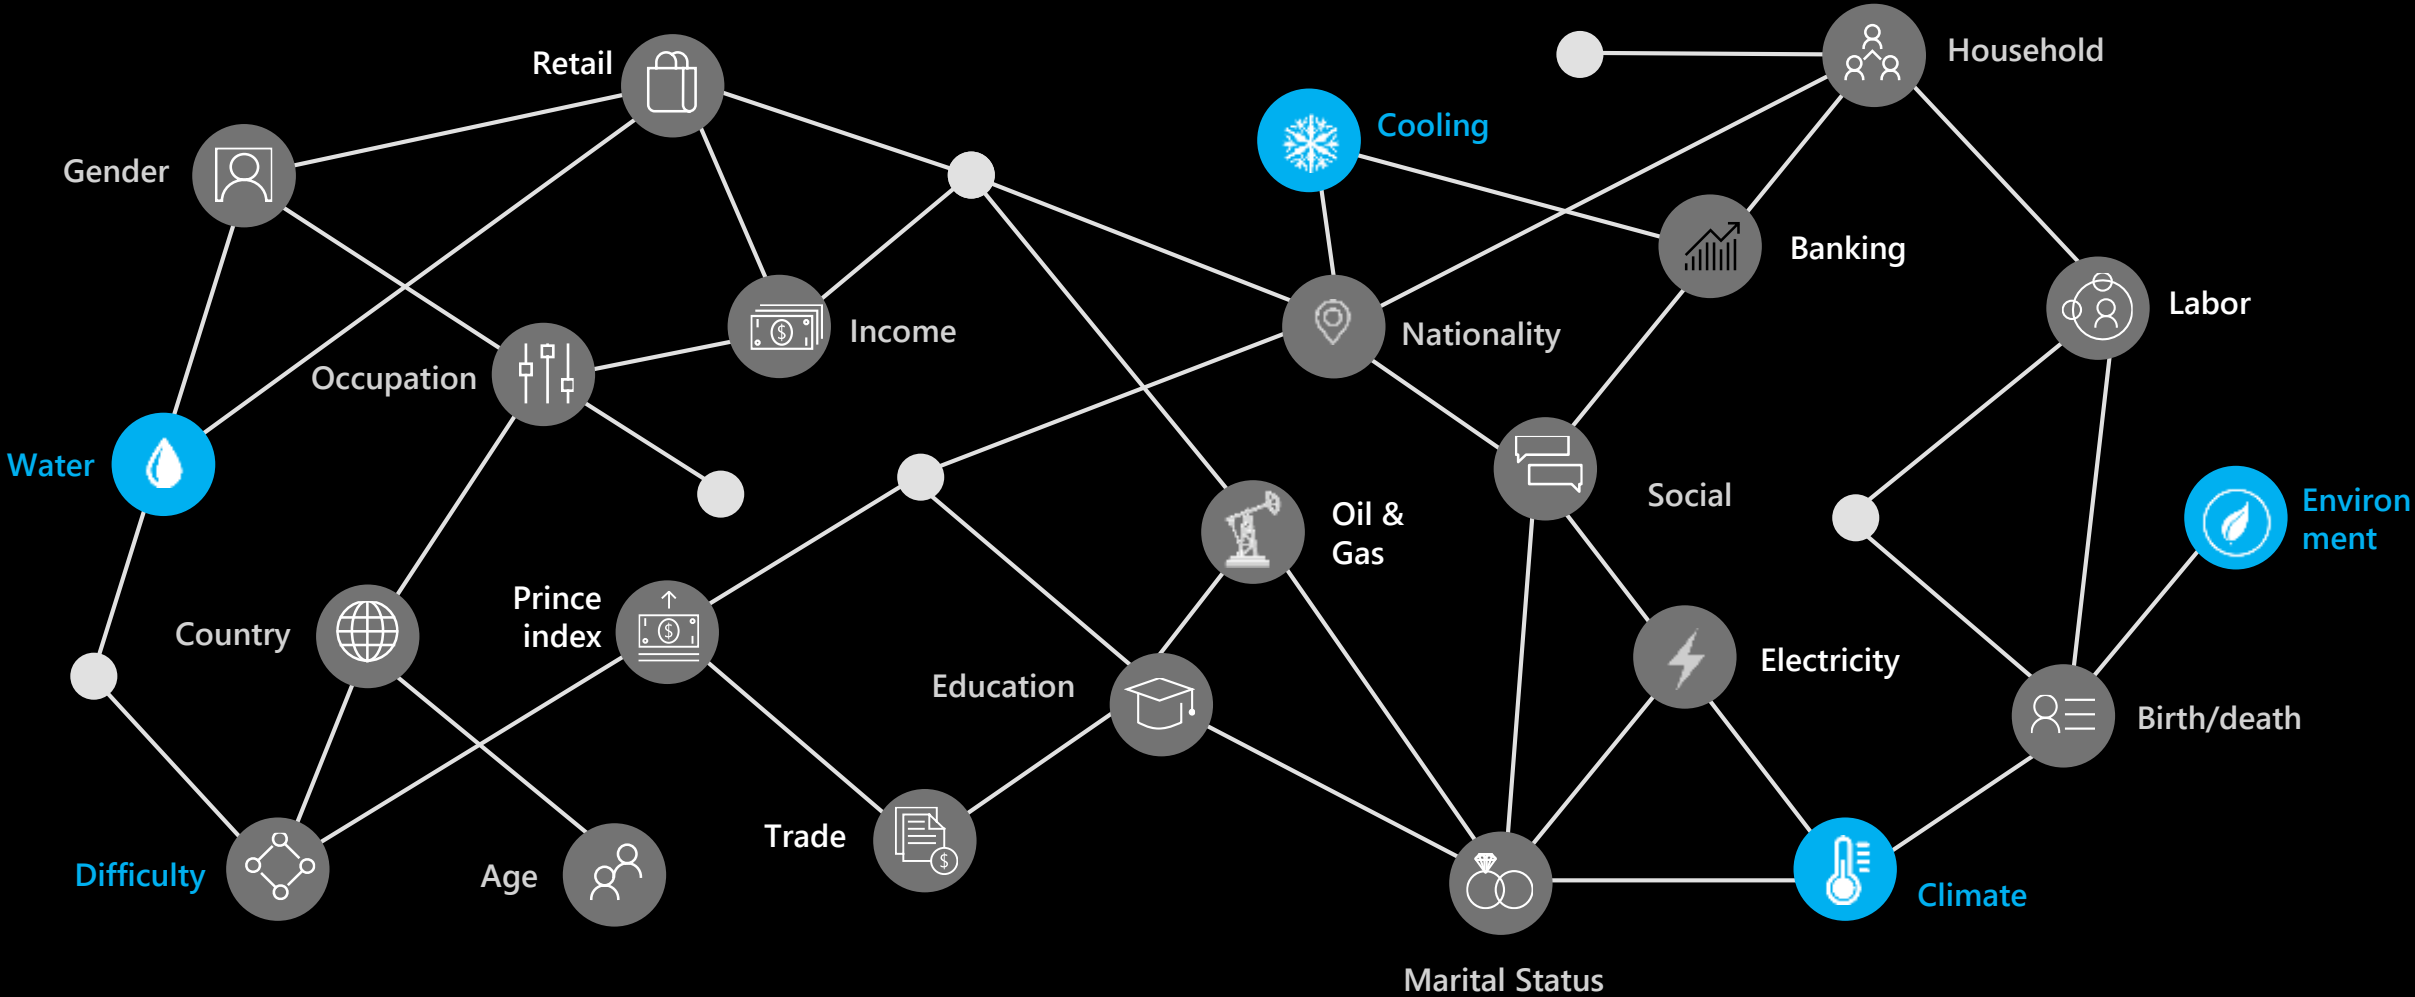 Household
Retail
Cooling
Gender
Banking
Labor
Income
Nationality
Occupation
Water
Social
Environ
ment
Oil &
Gas
Prince
index
Country
Electricity
Education
Birth/death
Trade
Difficulty
Age
Climate
Marital Status